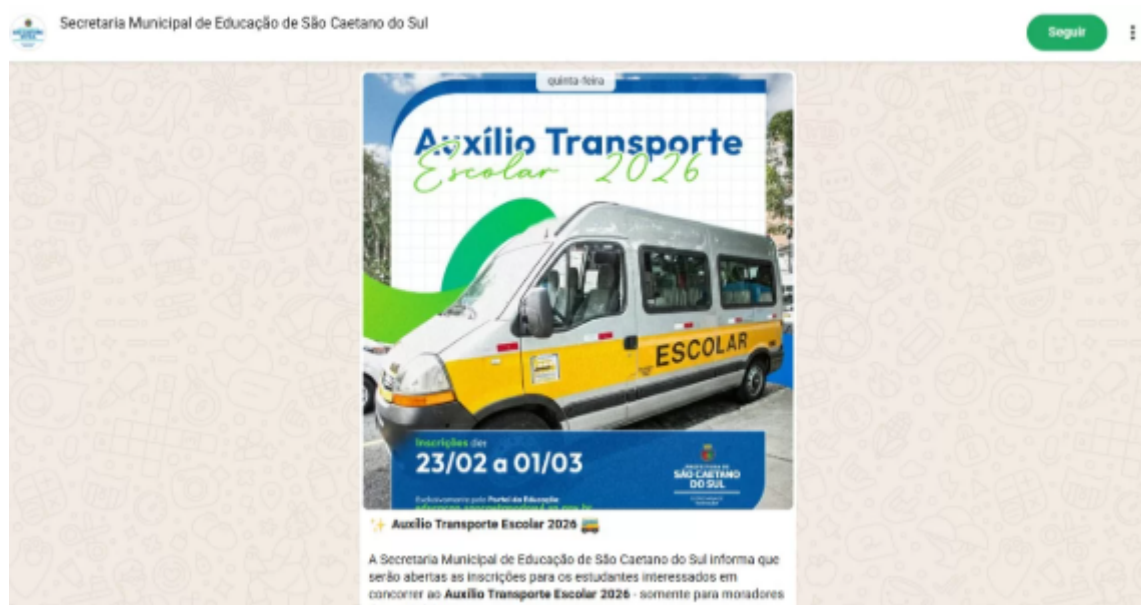 Secretaria Municipal de Educação de São Caetano do Sul
Seguir
quinta-feira
Auxílio Transporte
Escolar 2026
ESCOLAR
Inscrições de:
23/02 a 01/03
Exclusivamente pelo Portal da Educação:
PREFEITURA DE
SÃO CAETANO
DO SUL
✨ Auxílio Transporte Escolar 2026 🚌
A Secretaria Municipal de Educação de São Caetano do Sul informa que
serão abertas as inscrições para os estudantes interessados em
concorrer ao Auxílio Transporte Escolar 2026 - somente para moradores